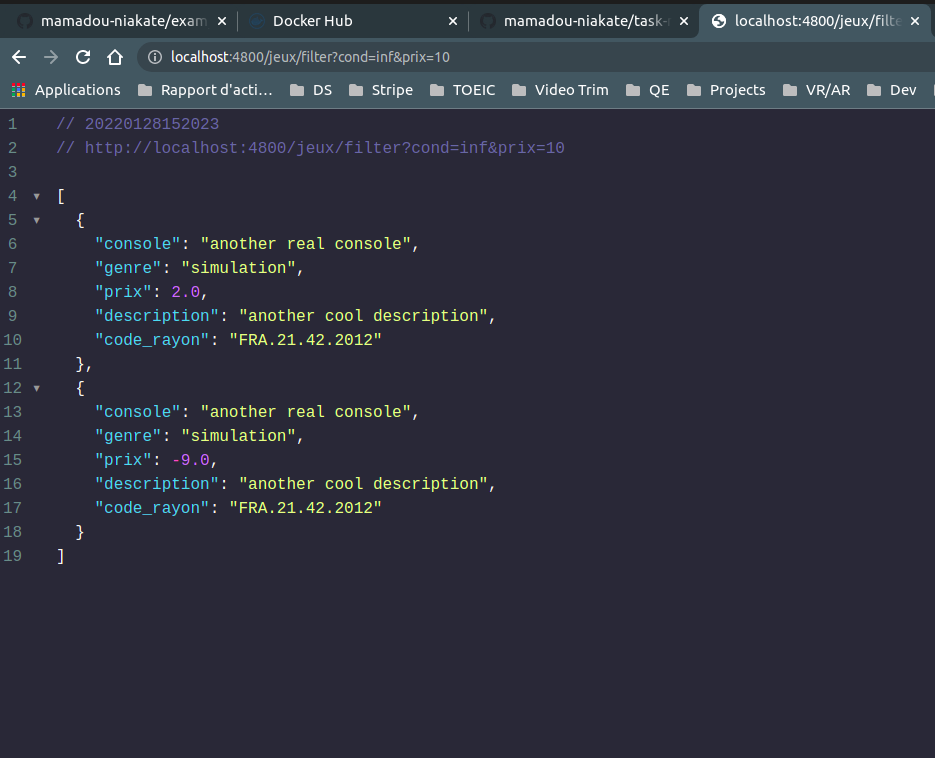 mamadou-niakate/exam
Docker Hub
mamadou-niakate/task-
localhost:4800/jeux/filte
localhost:4800/jeux/filter?cond=inf&prix=10
Applications Rapport d'acti... DS Stripe TOEIC Video Trim QE Projects VR/AR Dev
1 // 20220128152023
2 // http://localhost:4800/jeux/filter?cond=inf&prix=10
3
4 [
5 {
6 "console": "another real console",
7 "genre": "simulation",
8 "prix": 2.0,
9 "description": "another cool description",
10 "code_rayon": "FRA.21.42.2012"
11 },
12 {
13 "console": "another real console",
14 "genre": "simulation",
15 "prix": -9.0,
16 "description": "another cool description",
17 "code_rayon": "FRA.21.42.2012"
18 }
19 ]